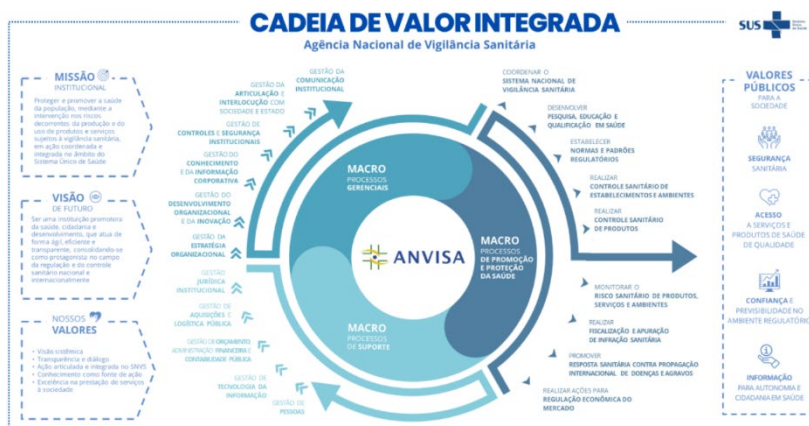 CADEIA DE VALOR INTEGRADA
Agência Nacional de Vigilância Sanitária
SUS
MISSÃO
INSTITUCIONAL
Proteger e promover a saúde
da população, mediante a
intervenção nos riscos
decorrentes da produção e do
uso de produtos e serviços
sujeitos à vigilância sanitária,
em ação coordenada e
integrada no âmbito do
Sistema Único de Saúde
VISÃO
DE FUTURO
Ser uma instituição promotora
da saúde, cidadania e
desenvolvimento, que atua de
forma ágil, eficiente e
transparente, consolidando-se
como protagonista no campo
da regulação e do controle
sanitário nacional e
internacionalmente
NOSSOS
VALORES
• Visão sistêmica
• Transparência e diálogo
• Ação articulada e integrada no SNVS
• Conhecimento como fonte de ação
• Excelência na prestação de serviços
à sociedade
GESTÃO DA
COMUNICAÇÃO
INSTITUCIONAL
GESTÃO DA
ARTICULAÇÃO E
INTERLOCUÇÃO COM
SOCIEDADE E ESTADO
GESTÃO DE
CONTROLES E SEGURANÇA
INSTITUCIONAIS
GESTÃO DO
CONHECIMENTO
E DA INFORMAÇÃO
CORPORATIVA
GESTÃO DO
DESENVOLVIMENTO
ORGANIZACIONAL
E DA INOVAÇÃO
GESTÃO DA
ESTRATÉGIA
ORGANIZACIONAL
GESTÃO
JURÍDICA
INSTITUCIONAL
GESTÃO DE
AQUISIÇÕES E
LOGÍSTICA PÚBLICA
GESTÃO DE ORÇAMENTO,
ADMINISTRAÇÃO FINANCEIRA E
CONTABILIDADE PÚBLICA
GESTÃO DE
TECNOLOGIA DA
INFORMAÇÃO
GESTÃO DE
PESSOAS
MACRO
PROCESSOS
GERENCIAIS
ANVISA
MACRO
PROCESSOS
DE PROMOÇÃO
E PROTEÇÃO
DA SAÚDE
MACRO
PROCESSOS
DE SUPORTE
COORDENAR O
SISTEMA NACIONAL DE
VIGILÂNCIA SANITÁRIA
DESENVOLVER
PESQUISA, EDUCAÇÃO E
QUALIFICAÇÃO EM SAÚDE
ESTABELECER
NORMAS E PADRÕES
REGULATÓRIOS
REALIZAR
CONTROLE SANITÁRIO DE
ESTABELECIMENTOS E AMBIENTES
REALIZAR
CONTROLE SANITÁRIO
DE PRODUTOS
MONITORAR O
RISCO SANITÁRIO DE PRODUTOS,
SERVIÇOS E AMBIENTES
REALIZAR
FISCALIZAÇÃO E APURAÇÃO
DE INFRAÇÃO SANITÁRIA
PROMOVER
RESPOSTA SANITÁRIA CONTRA PROPAGAÇÃO
INTERNACIONAL DE DOENÇAS E AGRAVOS
REALIZAR AÇÕES PARA
REGULAÇÃO ECONÔMICA DO
MERCADO
VALORES
PÚBLICOS
PARA A
SOCIEDADE
SEGURANÇA
SANITÁRIA
ACESSO
A SERVIÇOS E
PRODUTOS DE SAÚDE
DE QUALIDADE
CONFIANÇA
E PREVISIBILIDADE NO
AMBIENTE REGULATÓRIO
INFORMAÇÃO
PARA AUTONOMIA E
CIDADANIA EM SAÚDE